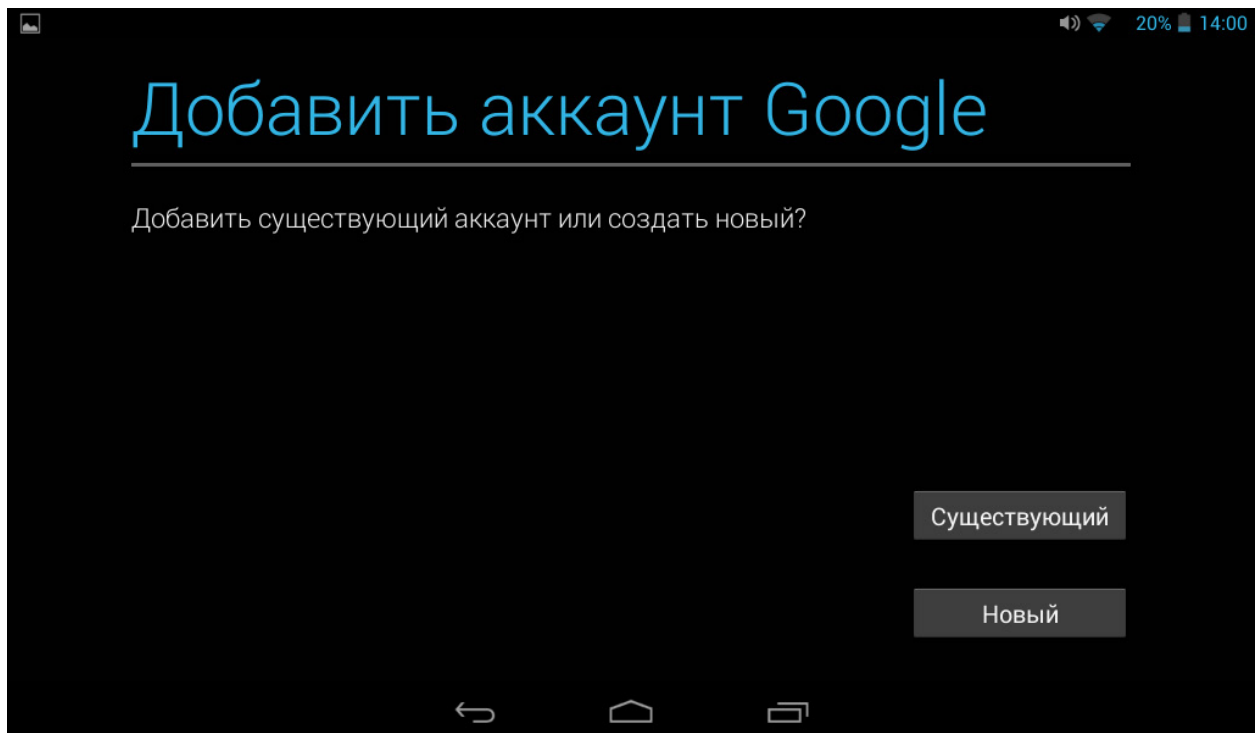 20% 14:00
Добавить аккаунт Google
Добавить существующий аккаунт или создать новый?
Существующий
Новый